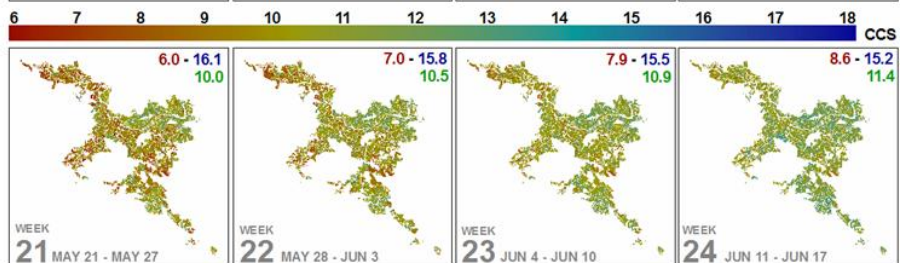 6 7 8 9 10 11 12 13 14 15 16 17 18
CCS
6.0 - 16.1
10.0
WEEK
21 MAY 21 - MAY 27
7.0 - 15.8
10.5
WEEK
22 MAY 28 - JUN 3
7.9 - 15.5
10.9
WEEK
23 JUN 4 - JUN 10
8.6 - 15.2
11.4
WEEK
24 JUN 11 - JUN 17